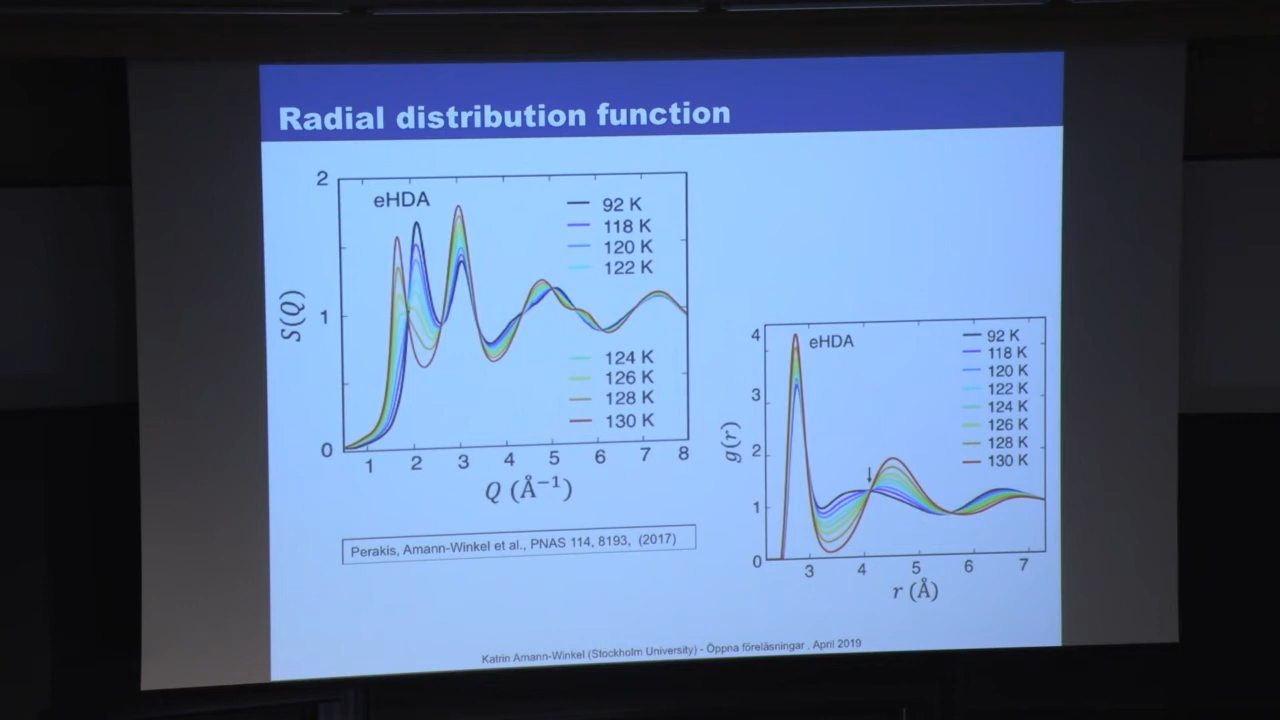 Radial distribution function
2
1
0
S(Q)
eHDA
92 K
118 K
120 K
122 K
124 K
126 K
128 K
130 K
1 2 3 4 5 6 7 8
Q (Å⁻¹)
Perakis, Amann-Winkel et al., PNAS 114, 8193, (2017)
4
3
2
1
0
g(r)
eHDA
92 K
118 K
120 K
122 K
124 K
126 K
128 K
130 K
3 4 5 6 7
r (Å)
Katrin Amann-Winkel (Stockholm University) - Öppna föreläsningar . April 2019